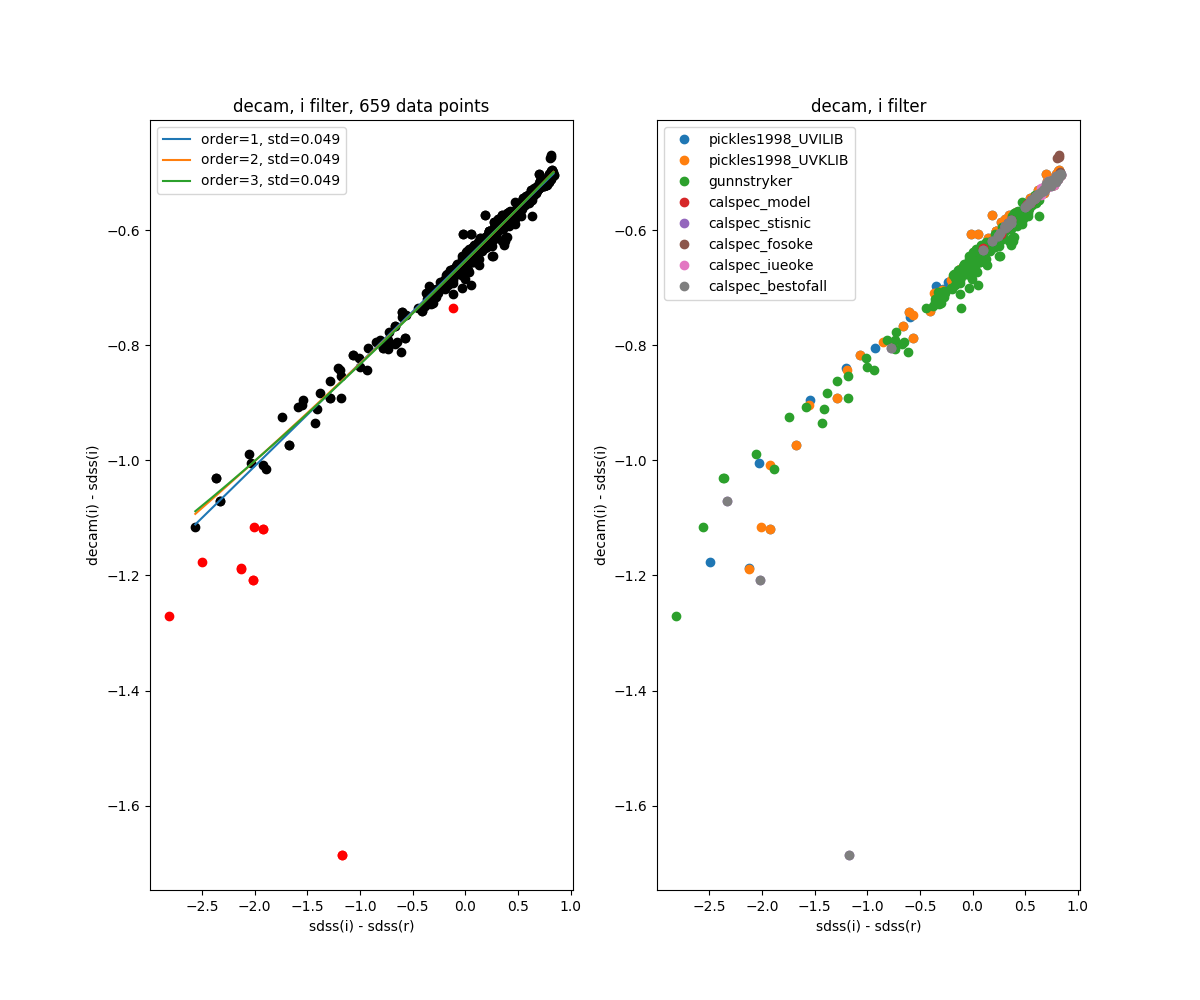 decam, i filter, 659 data points
order=1, std=0.049
order=2, std=0.049
order=3, std=0.049
decam(i) - sdss(i)
−0.6
−0.8
−1.0
−1.2
−1.4
−1.6
−2.5 −2.0 −1.5 −1.0 −0.5 0.0 0.5 1.0
sdss(i) - sdss(r)
decam, i filter
pickles1998_UVILIB
pickles1998_UVKLIB
gunnstryker
calspec_model
calspec_stisnic
calspec_fosoke
calspec_iueoke
calspec_bestofall
decam(i) - sdss(i)
−0.6
−0.8
−1.0
−1.2
−1.4
−1.6
−2.5 −2.0 −1.5 −1.0 −0.5 0.0 0.5 1.0
sdss(i) - sdss(r)